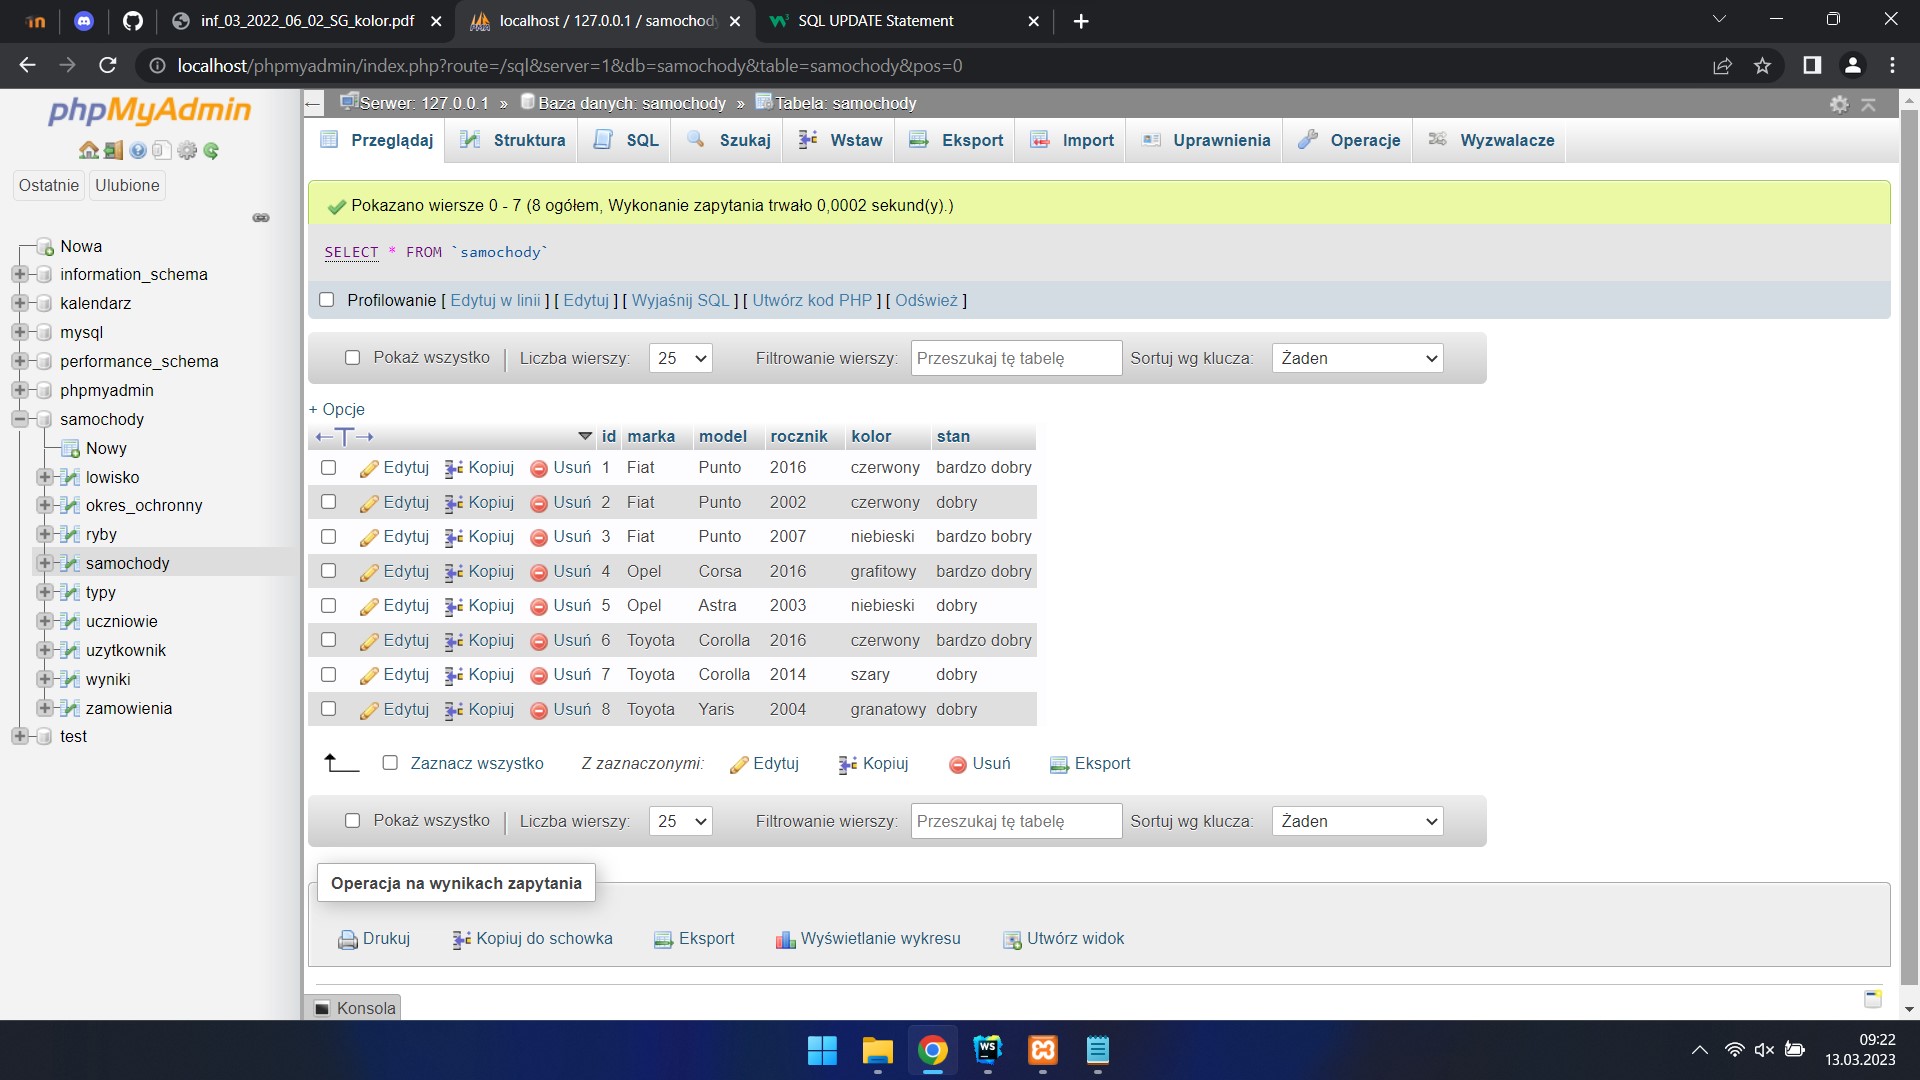 inf_03_2022_06_02_SG_kolor.pdf
localhost / 127.0.0.1 / samochody
SQL UPDATE Statement
localhost/phpmyadmin/index.php?route=/sql&server=1&db=samochody&table=samochody&pos=0
phpMyAdmin
Ostatnie Ulubione
Nowa
information_schema
kalendarz
mysql
performance_schema
phpmyadmin
samochody
Nowy
lowisko
okres_ochronny
ryby
samochody
typy
uczniowie
uzytkownik
wyniki
zamowienia
test
Serwer: 127.0.0.1 » Baza danych: samochody » Tabela: samochody
Przeglądaj Struktura SQL Szukaj Wstaw Eksport Import Uprawnienia Operacje Wyzwalacze
Pokazano wiersze 0 - 7 (8 ogółem, Wykonanie zapytania trwało 0,0002 sekund(y).)
SELECT * FROM `samochody`
Profilowanie [ Edytuj w linii ] [ Edytuj ] [ Wyjaśnij SQL ] [ Utwórz kod PHP ] [ Odśwież ]
Pokaż wszystko | Liczba wierszy: 25 Filtrowanie wierszy: Przeszukaj tę tabelę Sortuj wg klucza: Żaden
+ Opcje
←T→ id marka model rocznik kolor stan
Edytuj Kopiuj Usuń 1 Fiat Punto 2016 czerwony bardzo dobry
Edytuj Kopiuj Usuń 2 Fiat Punto 2002 czerwony dobry
Edytuj Kopiuj Usuń 3 Fiat Punto 2007 niebieski bardzo bobry
Edytuj Kopiuj Usuń 4 Opel Corsa 2016 grafitowy bardzo dobry
Edytuj Kopiuj Usuń 5 Opel Astra 2003 niebieski dobry
Edytuj Kopiuj Usuń 6 Toyota Corolla 2016 czerwony bardzo dobry
Edytuj Kopiuj Usuń 7 Toyota Corolla 2014 szary dobry
Edytuj Kopiuj Usuń 8 Toyota Yaris 2004 granatowy dobry
Zaznacz wszystko Z zaznaczonymi: Edytuj Kopiuj Usuń Eksport
Pokaż wszystko | Liczba wierszy: 25 Filtrowanie wierszy: Przeszukaj tę tabelę Sortuj wg klucza: Żaden
Operacja na wynikach zapytania
Drukuj Kopiuj do schowka Eksport Wyświetlanie wykresu Utwórz widok
Konsola
WS
09:22
13.03.2023